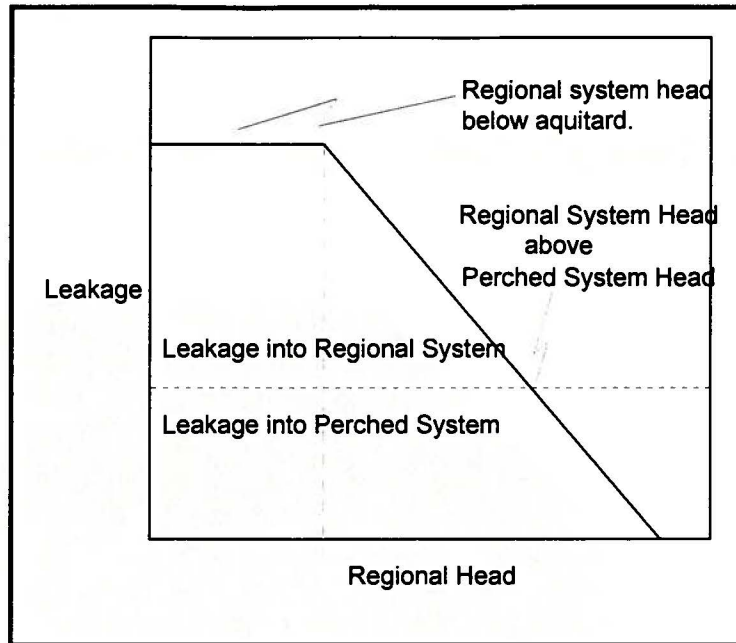 Regional system head
below aquitard.
Regional System Head
above
Perched System Head
Leakage
Leakage into Regional System
Leakage into Perched System
Regional Head